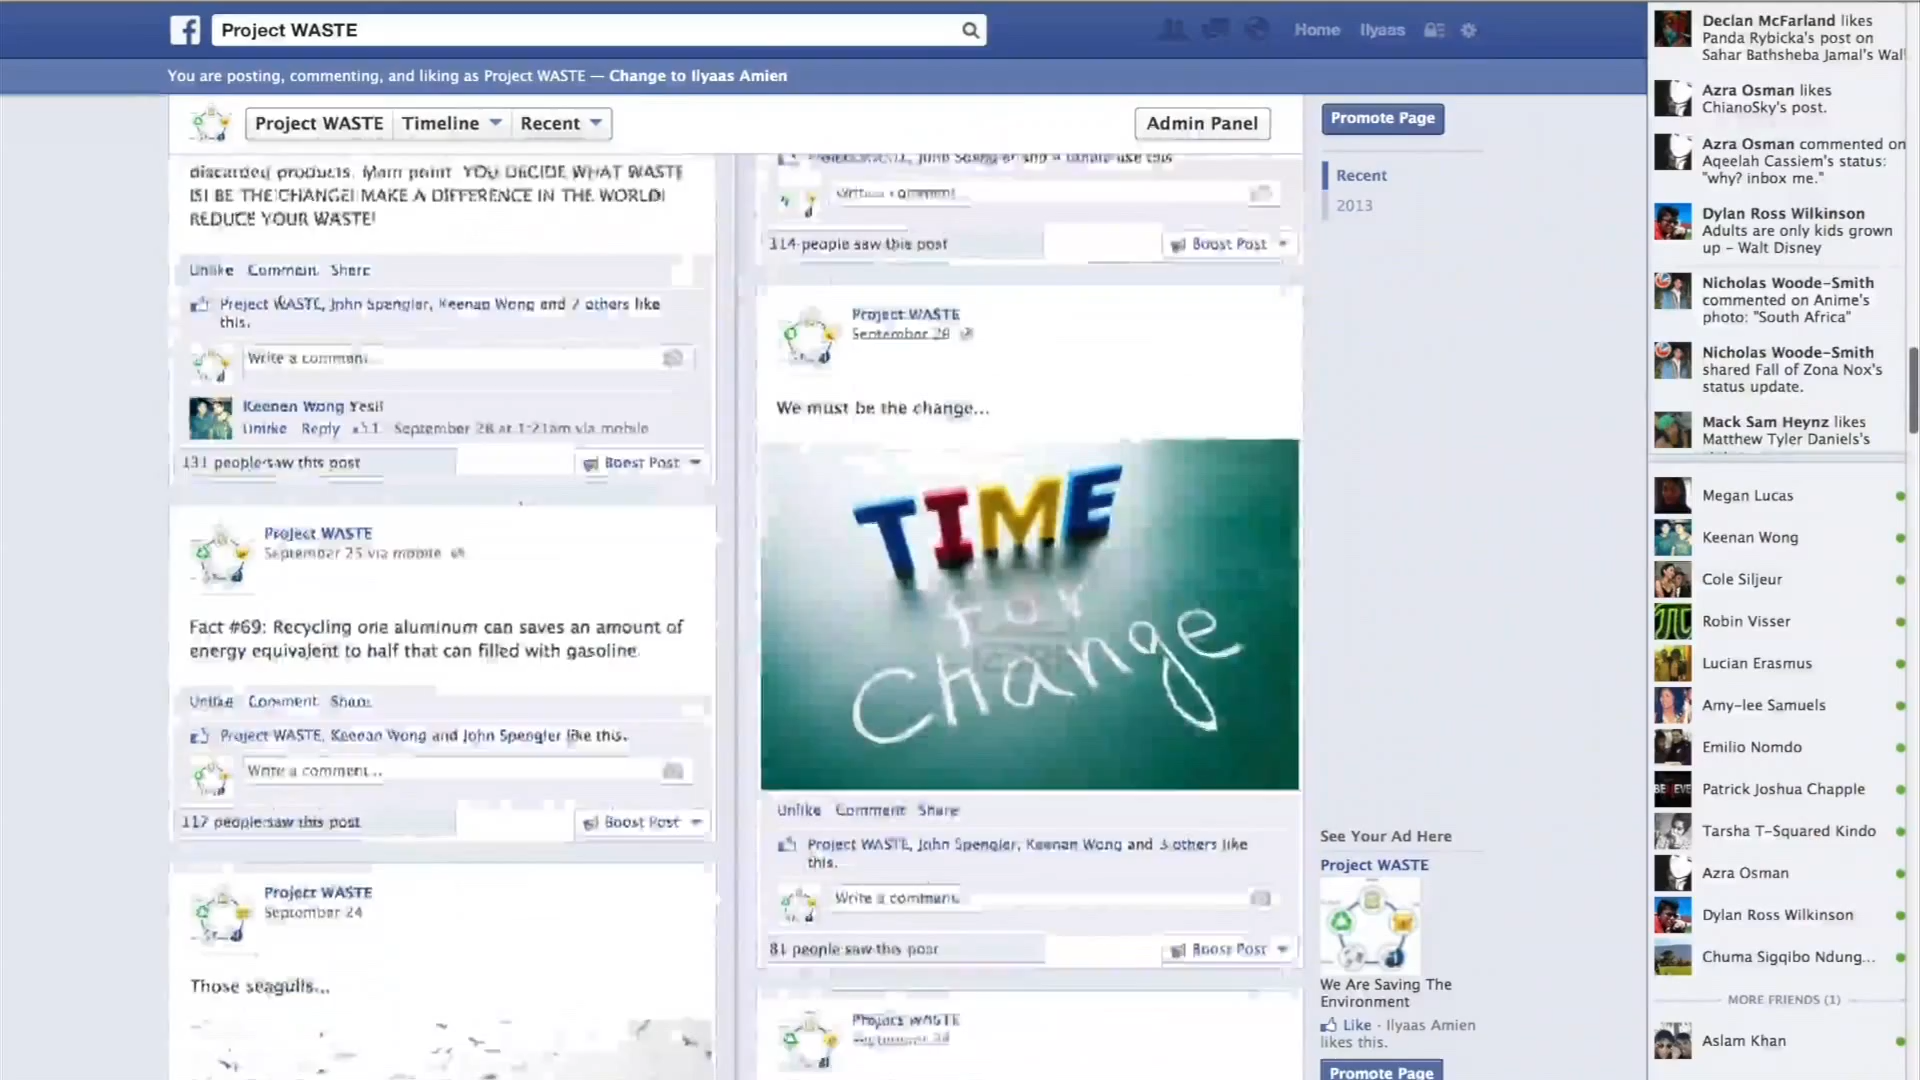 Project WASTE
Home Ilyaas
You are posting, commenting, and liking as Project WASTE — Change to Ilyaas Amien
Project WASTE Timeline Recent
Admin Panel
discarded products. Main point YOU DECIDE WHAT WASTE
IS! BE THE CHANGE! MAKE A DIFFERENCE IN THE WORLD!
REDUCE YOUR WASTE!
Unlike Comment Share
Project WASTE, John Spengler, Keenan Wong and 7 others like
this.
Write a comment...
Keenan Wong Yes!!
Unlike Reply 1 September 28 at 1:21am via mobile
131 people saw this post
Boost Post
Project WASTE
September 25 via mobile
Fact #69: Recycling one aluminum can saves an amount of
energy equivalent to half that can filled with gasoline.
Unlike Comment Share
Project WASTE, Keenan Wong and John Spengler like this.
Write a comment...
117 people saw this post
Boost Post
Project WASTE
September 24
Those seagulls...
like this
Write a comment
114 people saw this post
Boost Post
Project WASTE
September 28
We must be the change...
TIME
for
Change
Unlike Comment Share
Project WASTE, John Spengler, Keenan Wong and 3 others like
this.
Write a comment...
81 people saw this post
Boost Post
Project WASTE
Promote Page
Recent
2013
See Your Ad Here
Project WASTE
We Are Saving The
Environment
Like · Ilyaas Amien
likes this.
Promote Page
Declan McFarland likes
Panda Rybicka's post on
Sahar Bathsheba Jamal's Wal
Azra Osman likes
ChianoSky's post.
Azra Osman commented on
Aqeelah Cassiem's status:
"why? inbox me."
Dylan Ross Wilkinson
Adults are only kids grown
up – Walt Disney
Nicholas Woode-Smith
commented on Anime's
photo: "South Africa"
Nicholas Woode-Smith
shared Fall of Zona Nox's
status update.
Mack Sam Heynz likes
Matthew Tyler Daniels's
Megan Lucas
Keenan Wong
Cole Siljeur
Robin Visser
Lucian Erasmus
Amy-lee Samuels
Emilio Nomdo
Patrick Joshua Chapple
Tarsha T-Squared Kindo
Azra Osman
Dylan Ross Wilkinson
Chuma Sigqibo Ndung...
MORE FRIENDS (1)
Aslam Khan